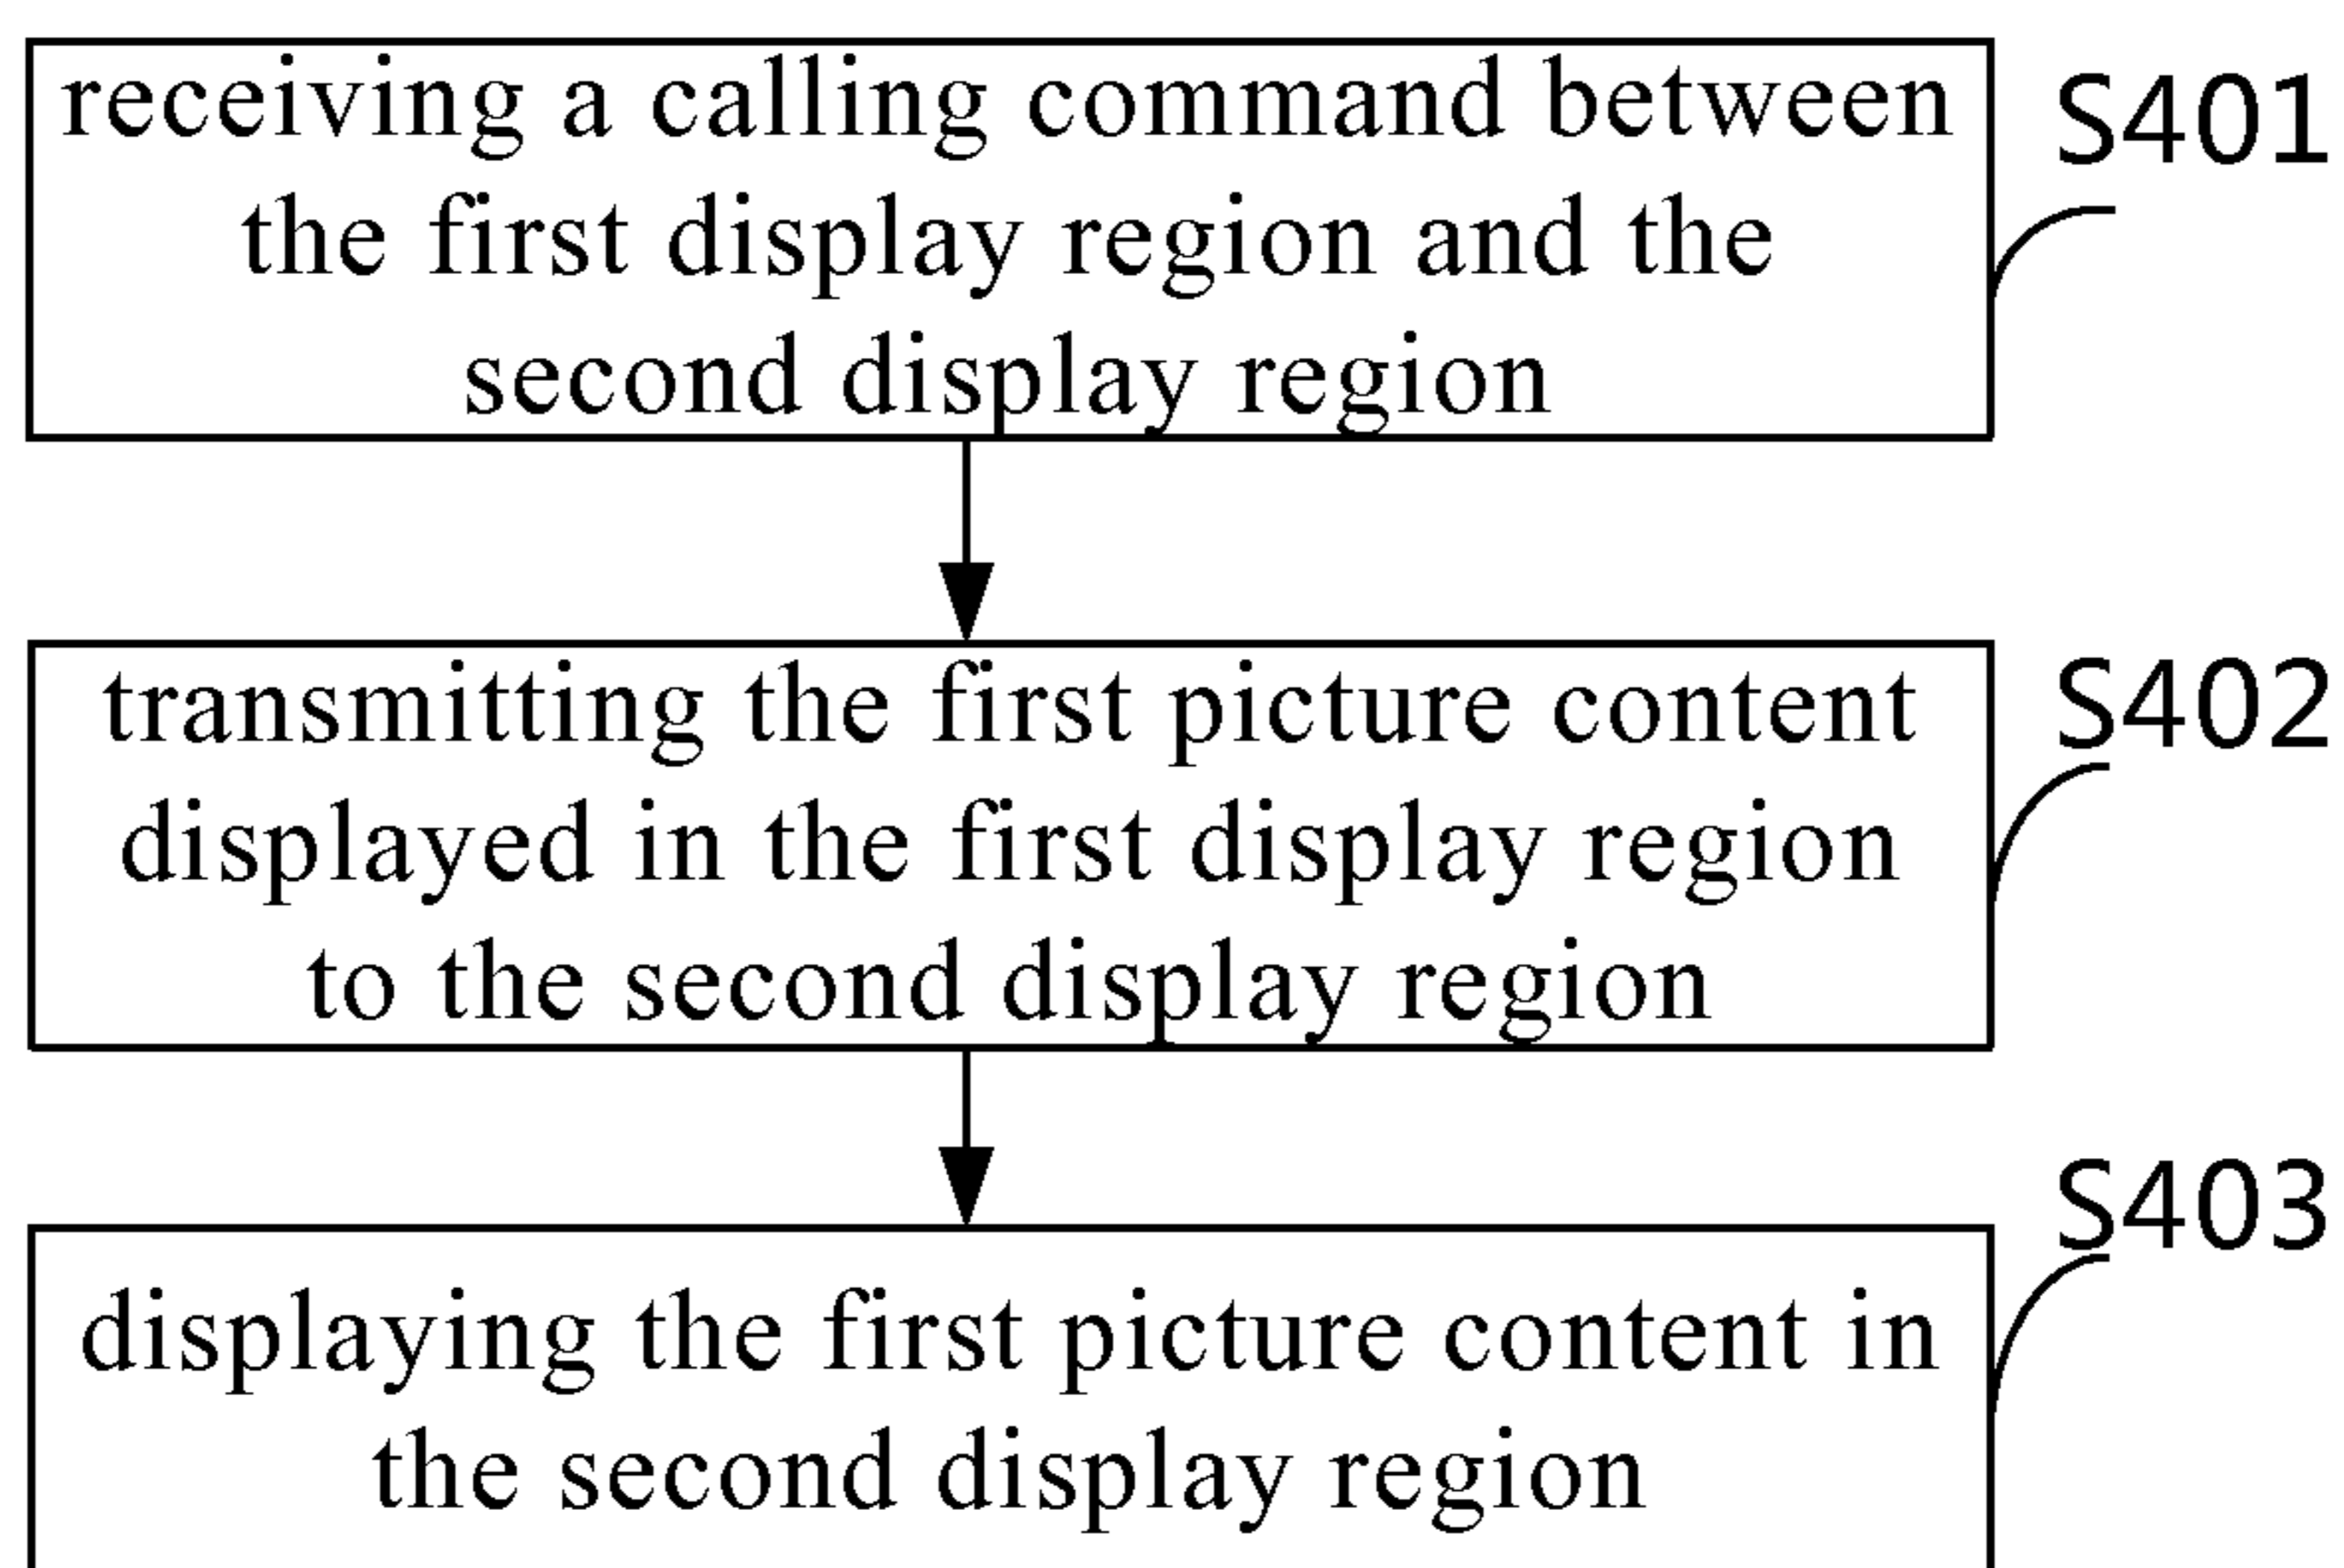 receiving a calling command between
the first display region and the
second display region
S401
transmitting the first picture content
displayed in the first display region
to the second display region
S402
displaying the first picture content in
the second display region
S403